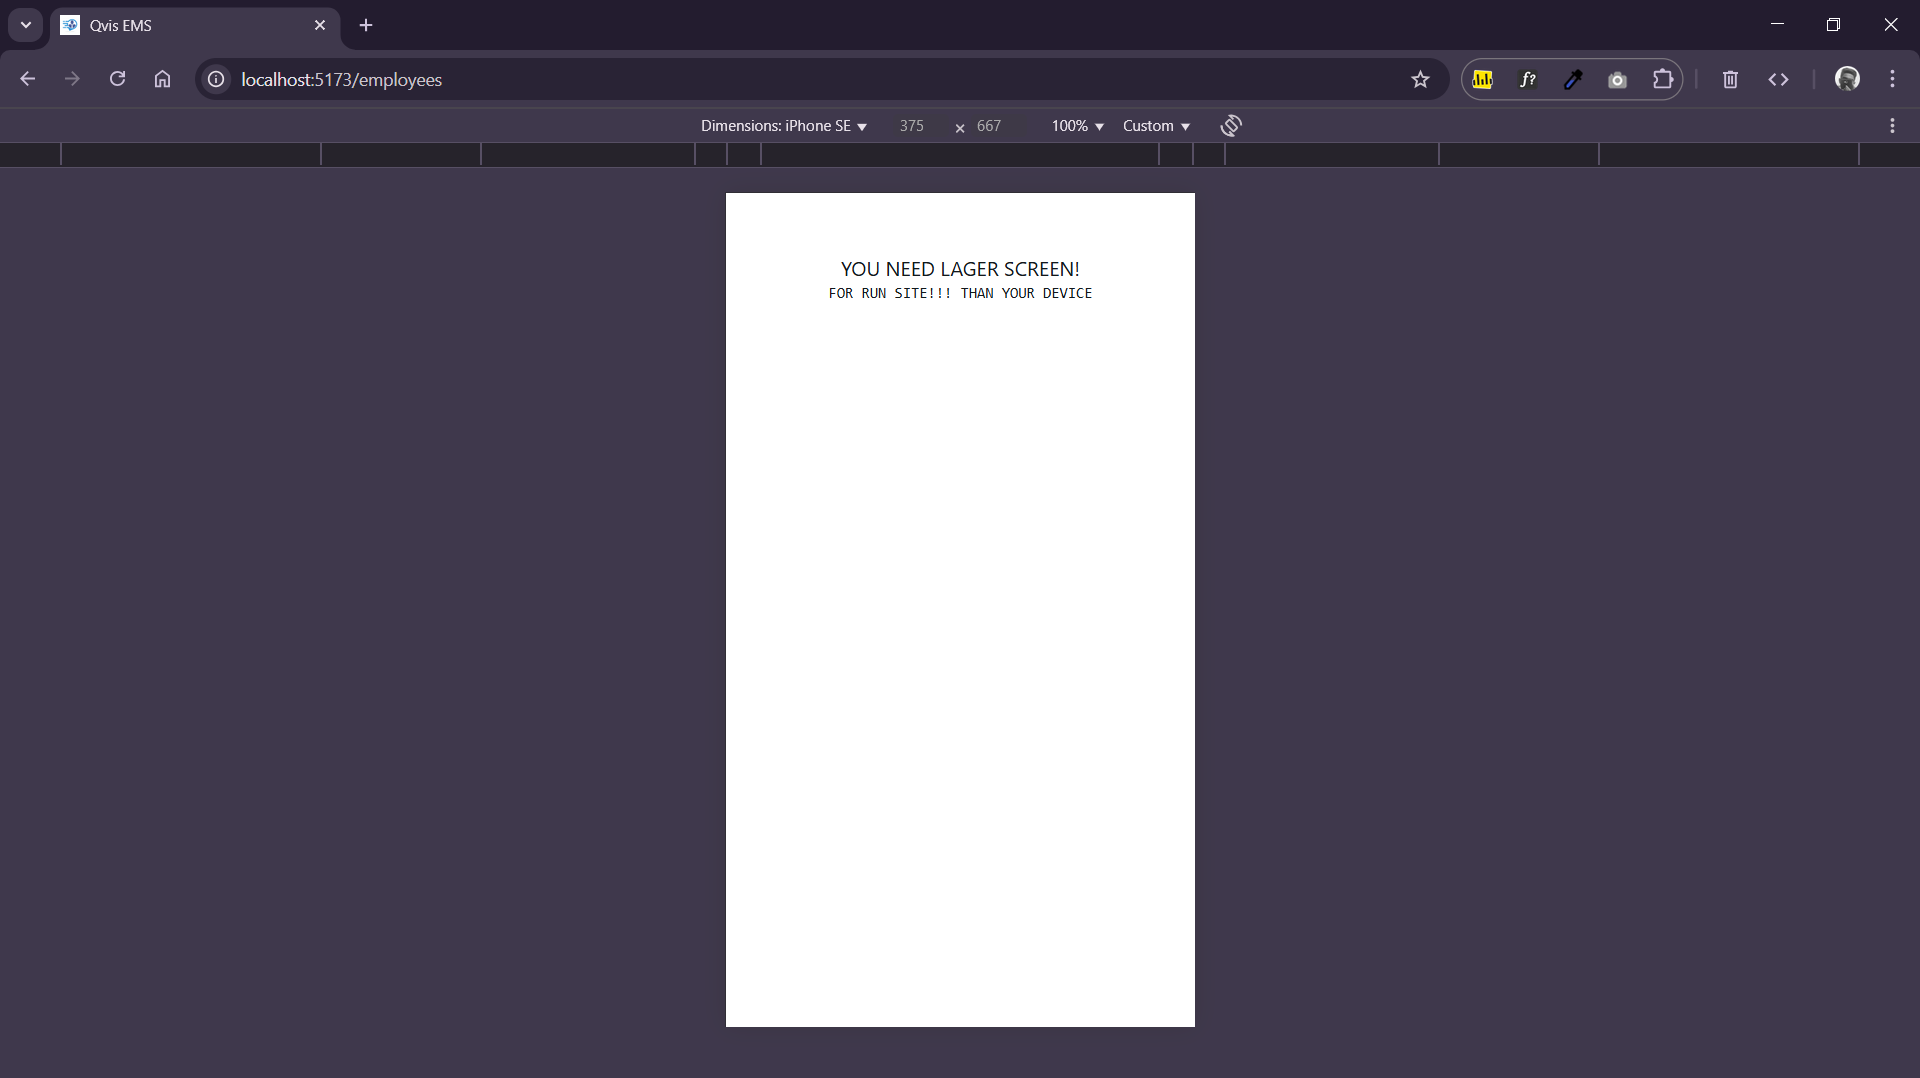 Qvis EMS
localhost:5173/employees
Dimensions: iPhone SE 375 × 667 100% Custom
YOU NEED LAGER SCREEN!
FOR RUN SITE!!! THAN YOUR DEVICE